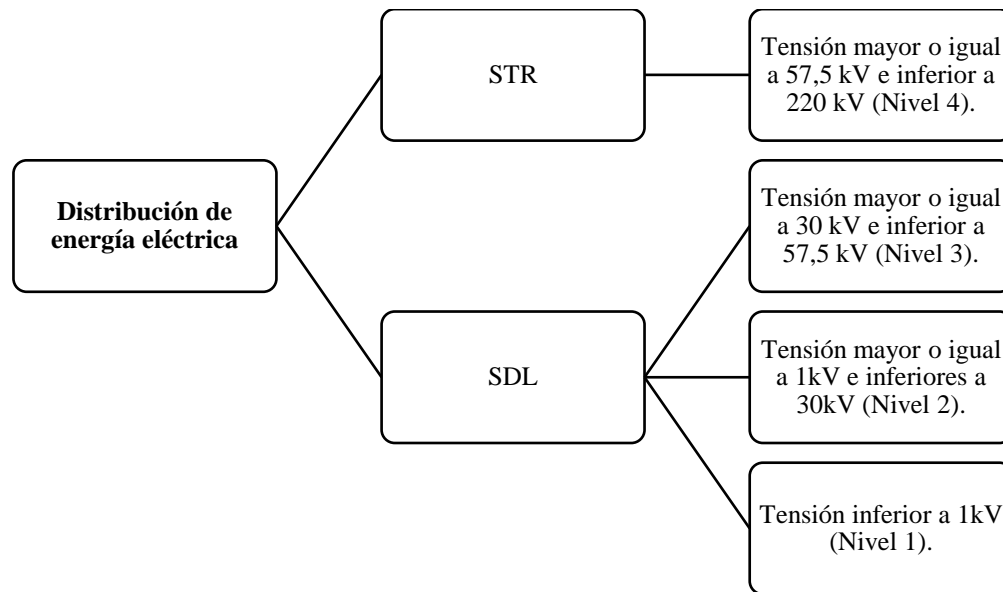 Distribución de
energía eléctrica
STR
Tensión mayor o igual
a 57,5 kV e inferior a
220 kV (Nivel 4).
SDL
Tensión mayor o igual
a 30 kV e inferior a
57,5 kV (Nivel 3).
Tensión mayor o igual
a 1kV e inferiores a
30kV (Nivel 2).
Tensión inferior a 1kV
(Nivel 1).